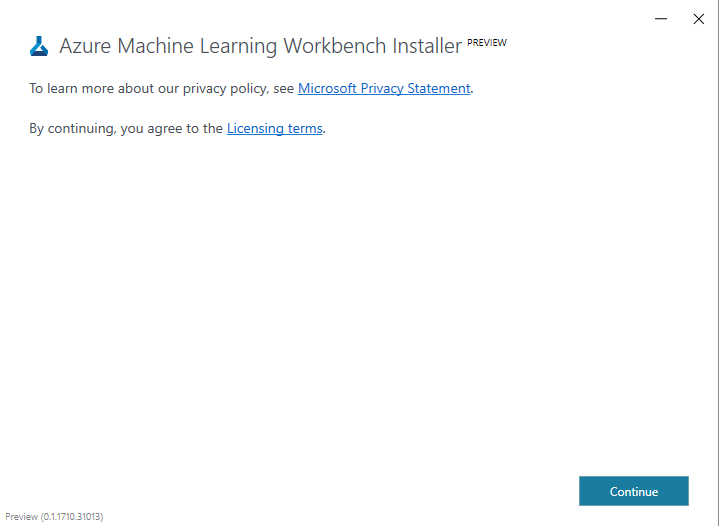 Azure Machine Learning Workbench Installer PREVIEW
To learn more about our privacy policy, see Microsoft Privacy Statement.
By continuing, you agree to the Licensing terms.
Continue
Preview (0.1.1710.31013)